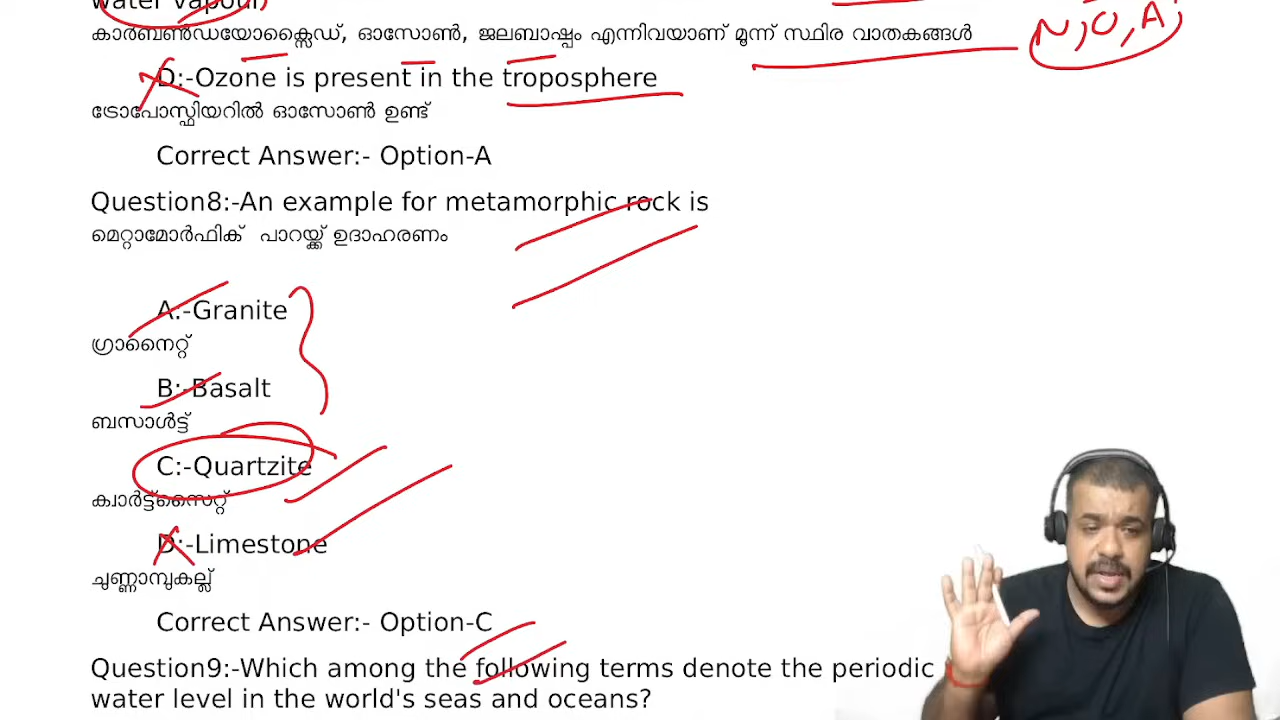 water vapour,
കാർബൺഡയോക്സൈഡ്, ഓസോൺ, ജലബാഷ്പം എന്നിവയാണ് മൂന്ന് സ്ഥിര വാതകങ്ങൾ
N, O, A,
D:-Ozone is present in the troposphere
ട്രോപോസ്ഫിയറിൽ ഓസോൺ ഉണ്ട്
Correct Answer:- Option-A
Question8:-An example for metamorphic rock is
മെറ്റാമോർഫിക് പാറയ്ക്ക് ഉദാഹരണം
A:-Granite
ഗ്രാനൈറ്റ്
B:-Basalt
ബസാൾട്ട്
C:-Quartzite
ക്വാർട്ട്സൈറ്റ്
D:-Limestone
ചുണ്ണാമ്പുകല്ല്
Correct Answer:- Option-C
Question9:-Which among the following terms denote the periodic
water level in the world's seas and oceans?